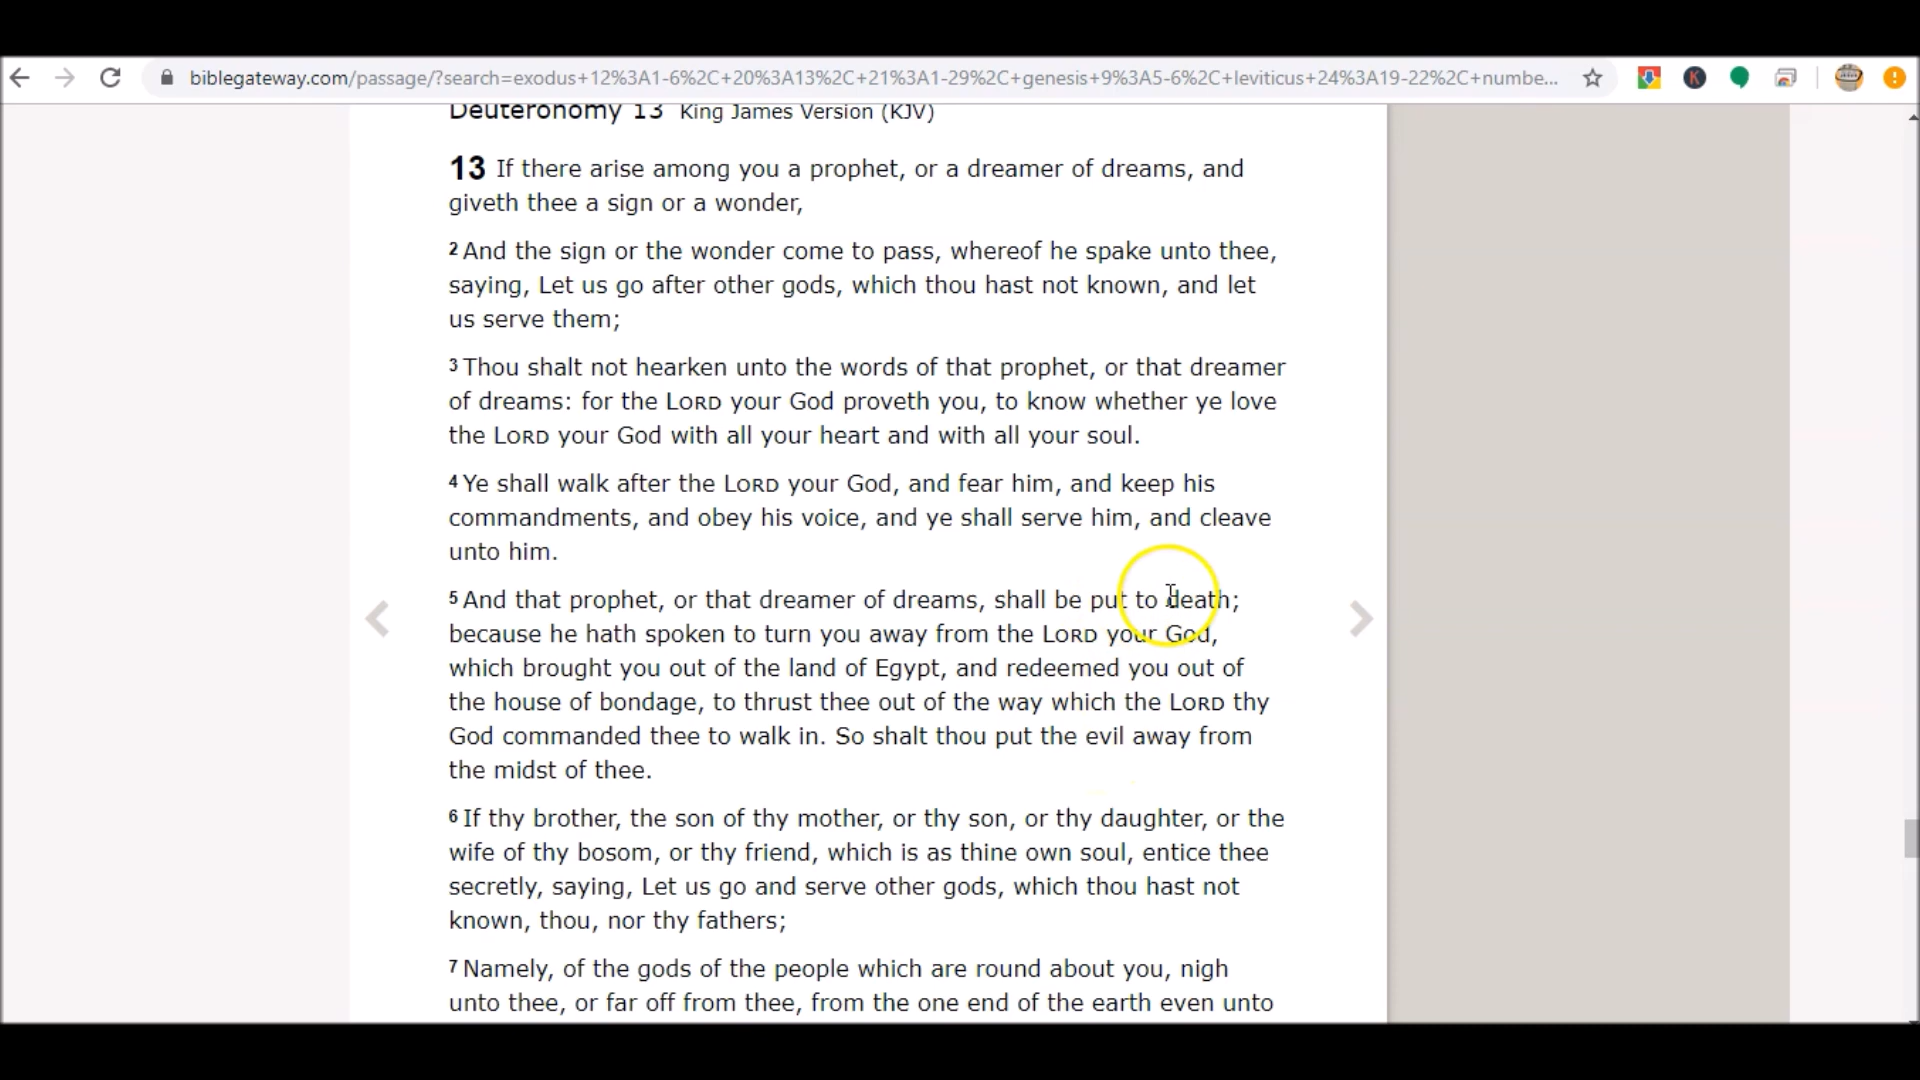 biblegateway.com/passage/?search=exodus+12%3A1-6%2C+20%3A13%2C+21%3A1-29%2C+genesis+9%3A5-6%2C+leviticus+24%3A19-22%2C+numbe...
K
Deuteronomy 13 King James Version (KJV)
13 If there arise among you a prophet, or a dreamer of dreams, and
giveth thee a sign or a wonder,
2 And the sign or the wonder come to pass, whereof he spake unto thee,
saying, Let us go after other gods, which thou hast not known, and let
us serve them;
3 Thou shalt not hearken unto the words of that prophet, or that dreamer
of dreams: for the LORD your God proveth you, to know whether ye love
the LORD your God with all your heart and with all your soul.
4 Ye shall walk after the LORD your God, and fear him, and keep his
commandments, and obey his voice, and ye shall serve him, and cleave
unto him.
5 And that prophet, or that dreamer of dreams, shall be put to death;
because he hath spoken to turn you away from the LORD your God,
which brought you out of the land of Egypt, and redeemed you out of
the house of bondage, to thrust thee out of the way which the LORD thy
God commanded thee to walk in. So shalt thou put the evil away from
the midst of thee.
6 If thy brother, the son of thy mother, or thy son, or thy daughter, or the
wife of thy bosom, or thy friend, which is as thine own soul, entice thee
secretly, saying, Let us go and serve other gods, which thou hast not
known, thou, nor thy fathers;
7 Namely, of the gods of the people which are round about you, nigh
unto thee, or far off from thee, from the one end of the earth even unto